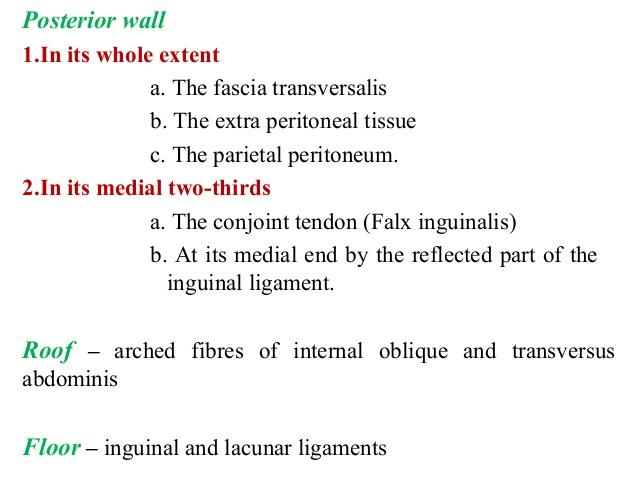 Posterior wall
1.In its whole extent
a. The fascia transversalis
b. The extra peritoneal tissue
c. The parietal peritoneum.
2.In its medial two-thirds
a. The conjoint tendon (Falx inguinalis)
b. At its medial end by the reflected part of the
inguinal ligament.
Roof – arched fibres of internal oblique and transversus
abdominis
Floor – inguinal and lacunar ligaments